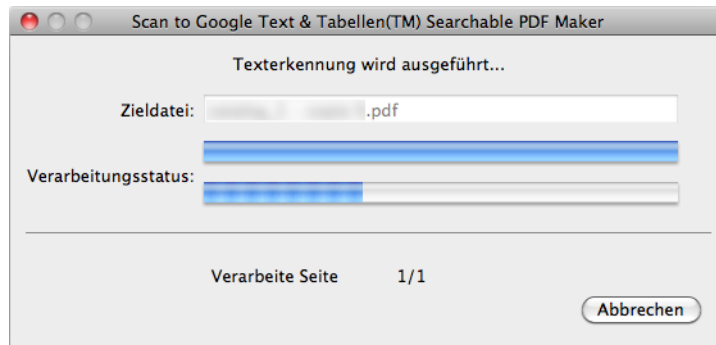 Scan to Google Text & Tabellen(TM) Searchable PDF Maker
Texterkennung wird ausgeführt...
Zieldatei: .pdf
Verarbeitungsstatus:
Verarbeite Seite 1/1
Abbrechen